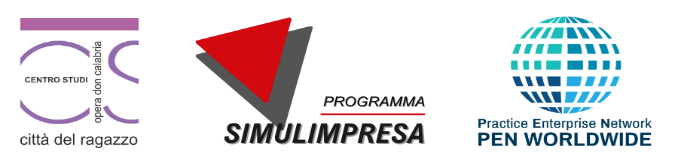 CENTRO STUDI
opera don calabria
città del ragazzo
PROGRAMMA
SIMULIMPRESA
Practice Enterprise Network
PEN WORLDWIDE